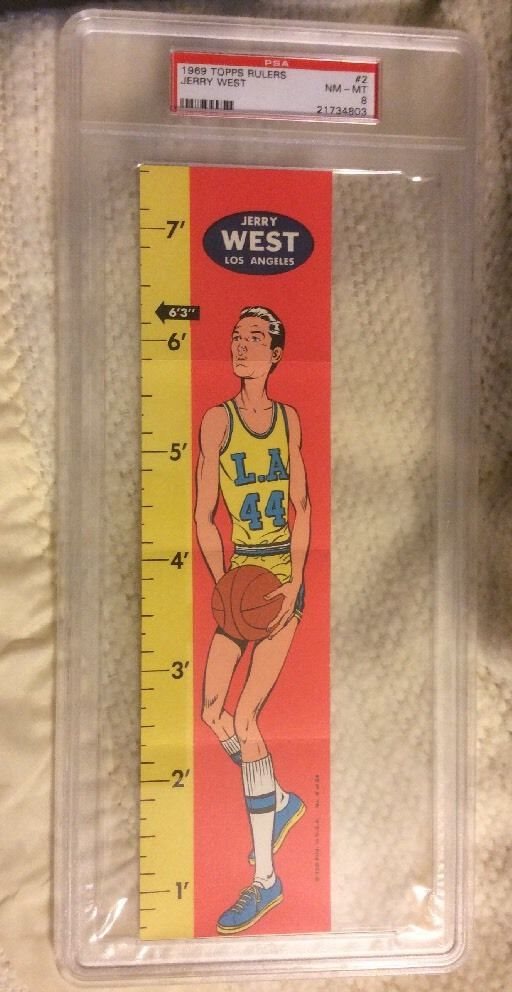 PSA
1969 TOPPS RULERS #2
JERRY WEST NM - MT
8
21734803
7'
JERRY
WEST
LOS ANGELES
6'3"
6'
5'
L.A
44
4'
3'
2'
1'